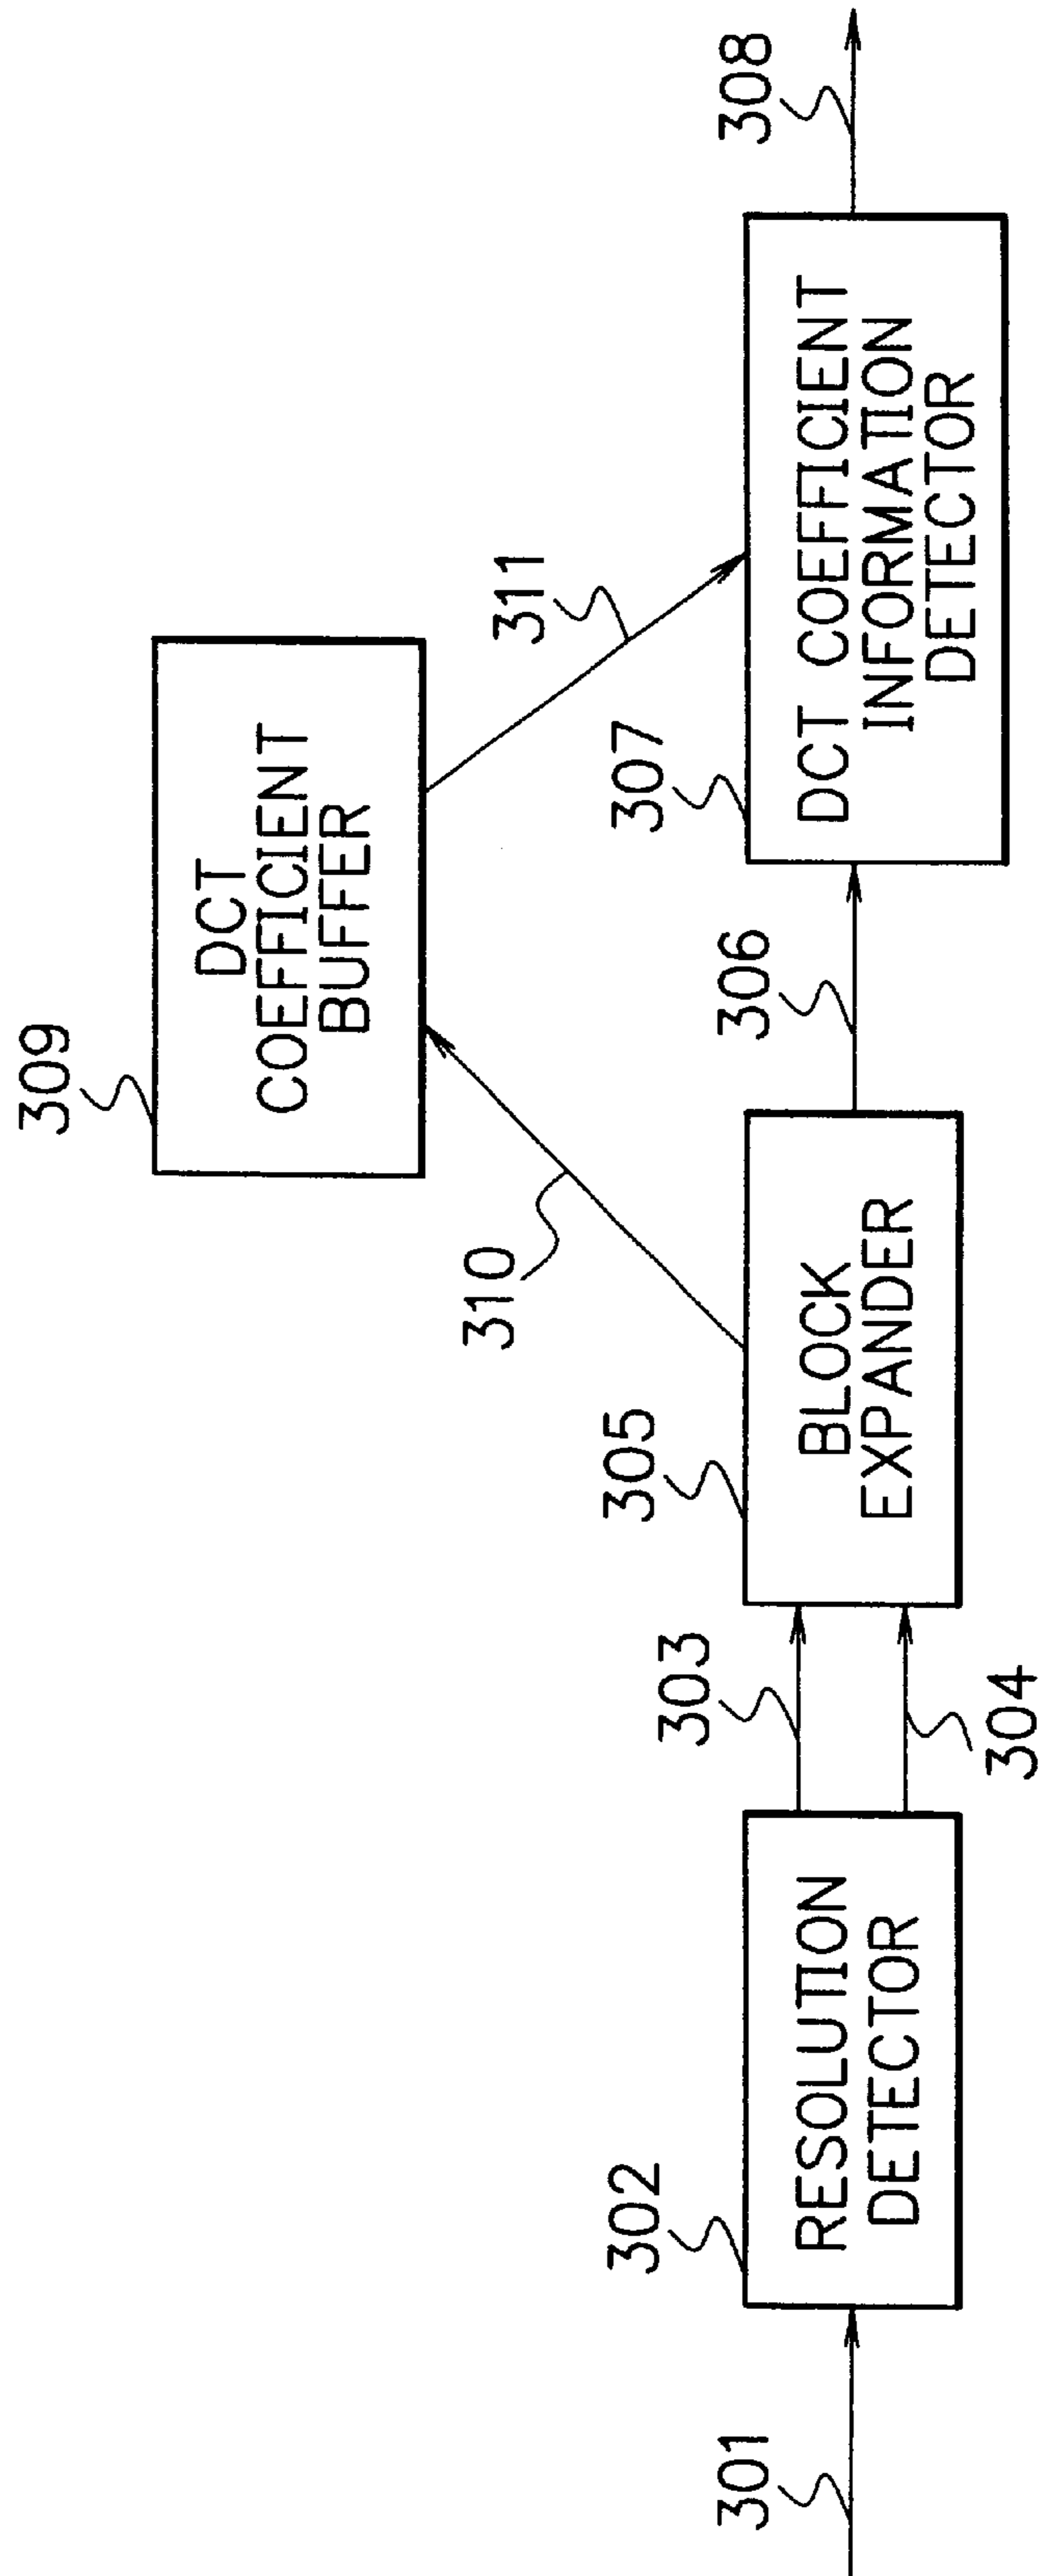 309
DCT
COEFFICIENT
BUFFER
310
311
301
302
RESOLUTION
DETECTOR
303
304
305
BLOCK
EXPANDER
306
307
DCT COEFFICIENT
INFORMATION
DETECTOR
308